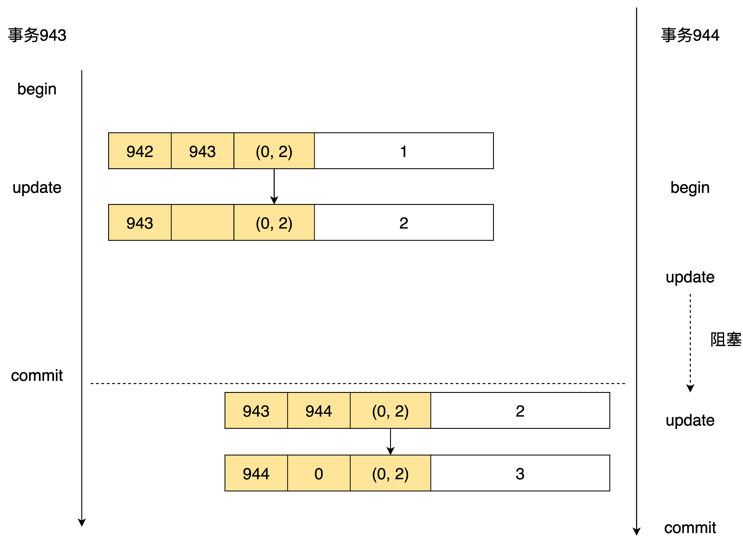 事务943
事务944
begin
942 943 (0, 2) 1
update
begin
943 (0, 2) 2
update
阻塞
commit
943 944 (0, 2) 2
update
944 0 (0, 2) 3
commit